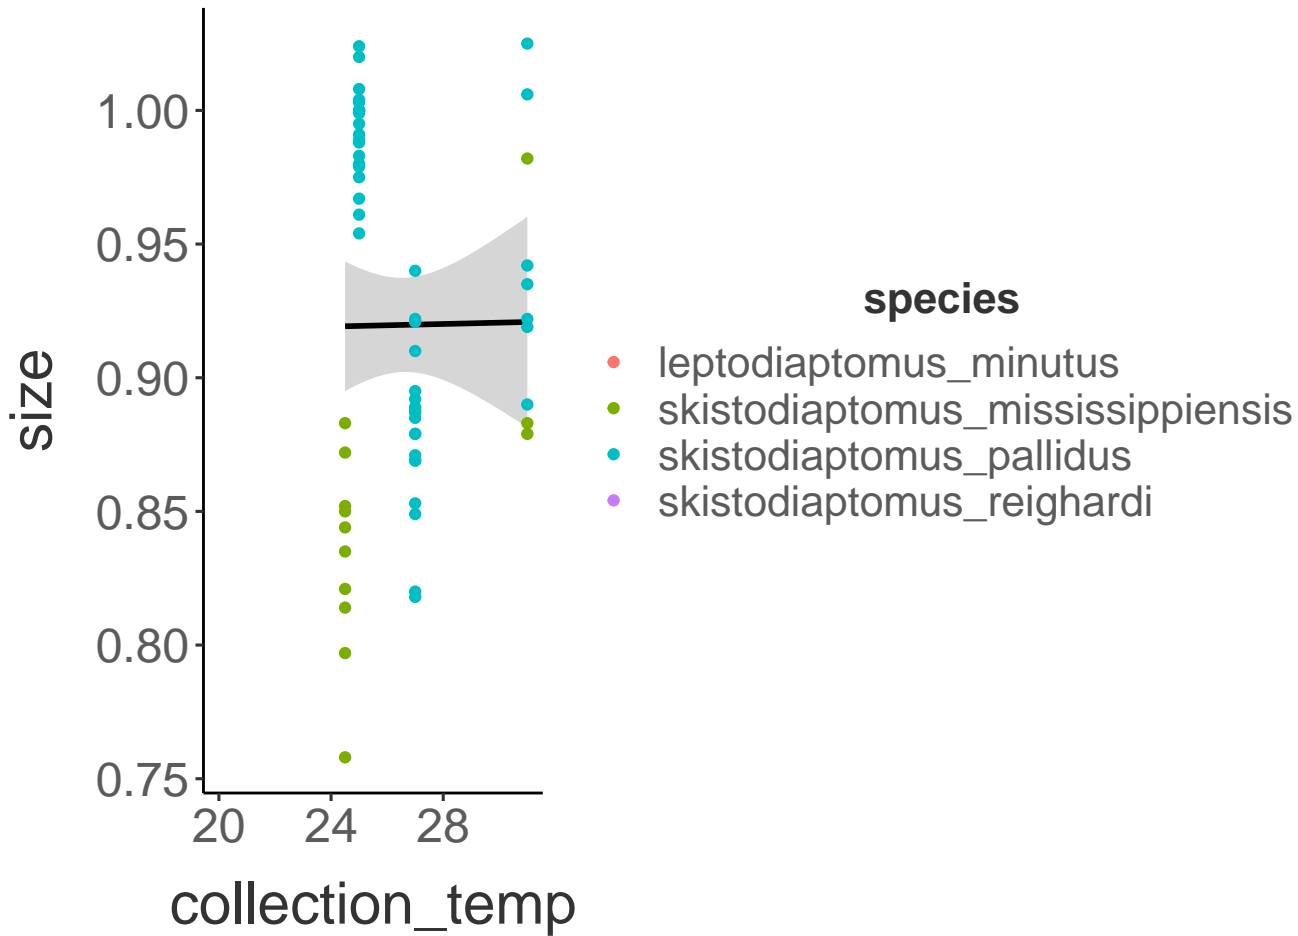 1.00
0.95
0.90
0.85
0.80
0.75
size
20 24 28
collection_temp
species
leptodiaptomus_minutus
skistodiaptomus_mississippiensis
skistodiaptomus_pallidus
skistodiaptomus_reighardi